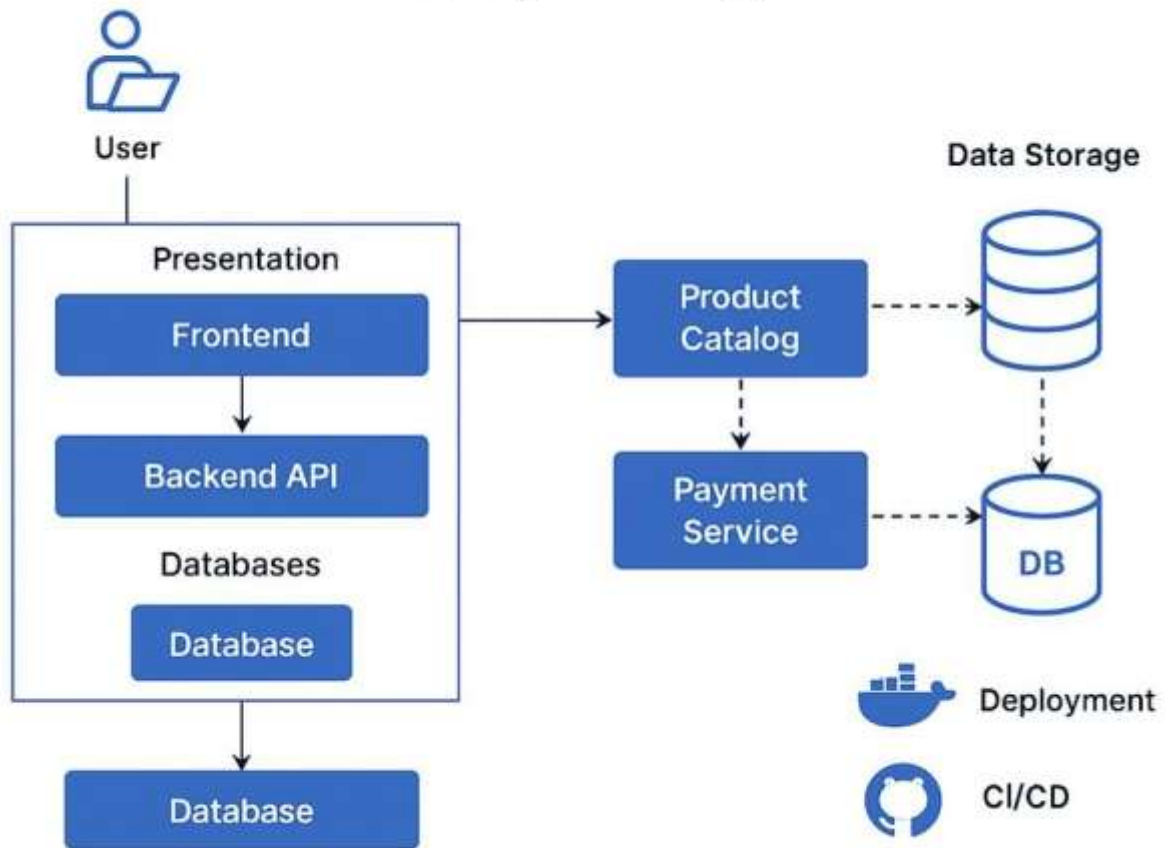 User
Data Storage
Presentation
Frontend
Product
Catalog
Backend API
Payment
Service
Databases
DB
Database
Deployment
CI/CD
Database